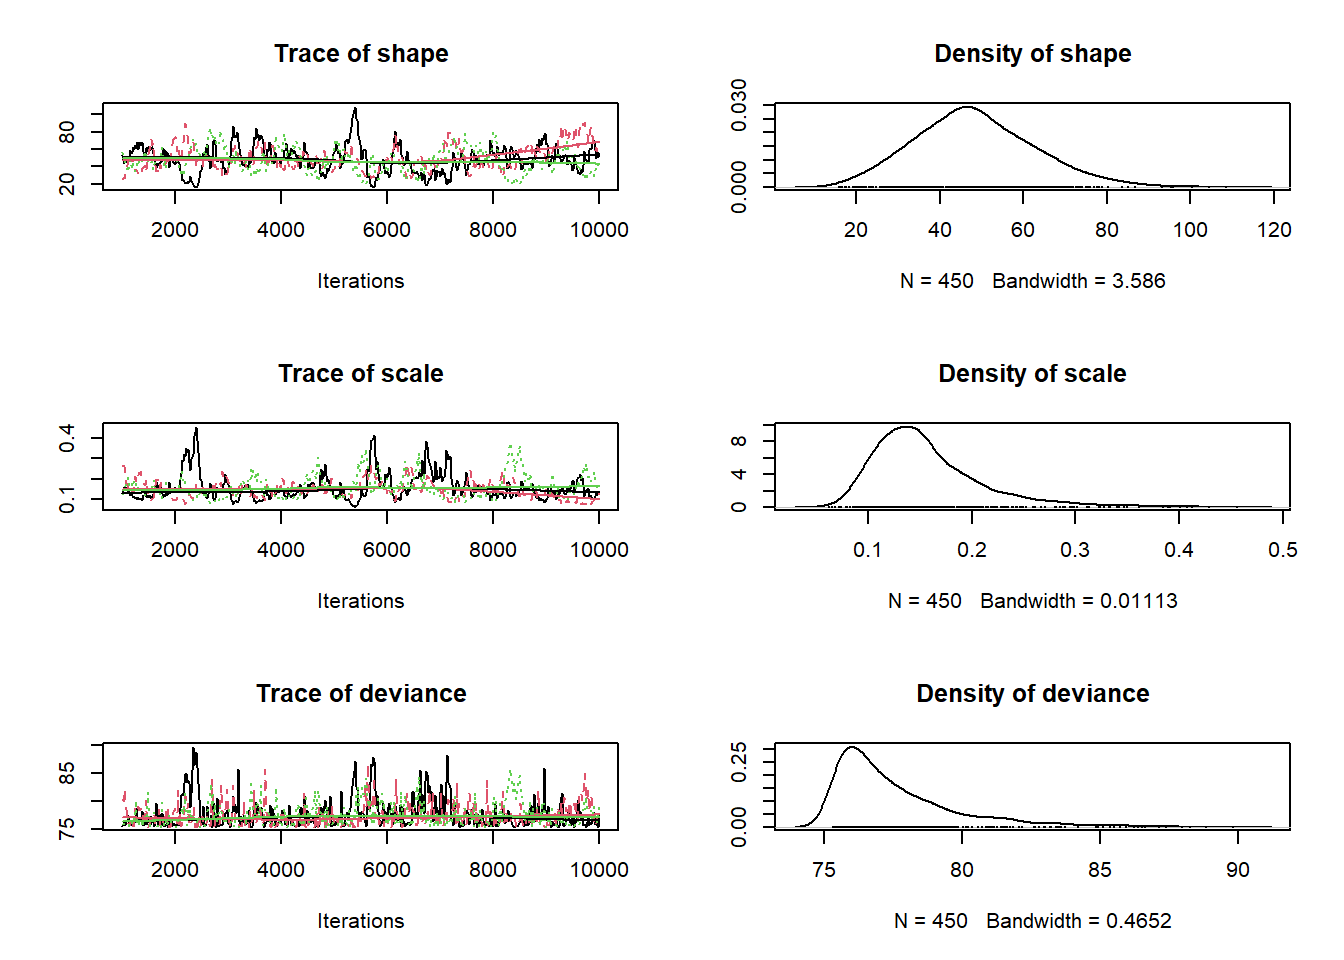 Trace of shape
80
20
2000 4000 6000 8000 10000
Iterations
Density of shape
0.030
0.000
20 40 60 80 100 120
N = 450 Bandwidth = 3.586
Trace of scale
0.4
0.1
2000 4000 6000 8000 10000
Iterations
Density of scale
8
4
0
0.1 0.2 0.3 0.4 0.5
N = 450 Bandwidth = 0.01113
Trace of deviance
85
75
2000 4000 6000 8000 10000
Iterations
Density of deviance
0.25
0.00
75 80 85 90
N = 450 Bandwidth = 0.4652